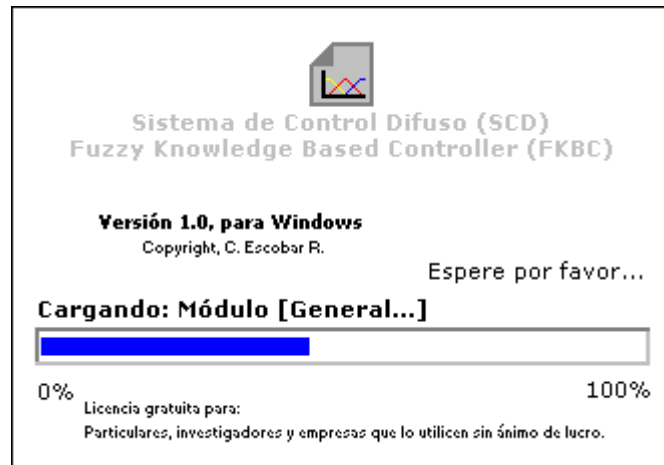 Sistema de Control Difuso (SCD)
Fuzzy Knowledge Based Controller (FKBC)
Versión 1.0, para Windows
Copyright, C. Escobar R.
Espere por favor...
Cargando: Módulo [General...]
0%
100%
Licencia gratuita para:
Particulares, investigadores y empresas que lo utilicen sin ánimo de lucro.